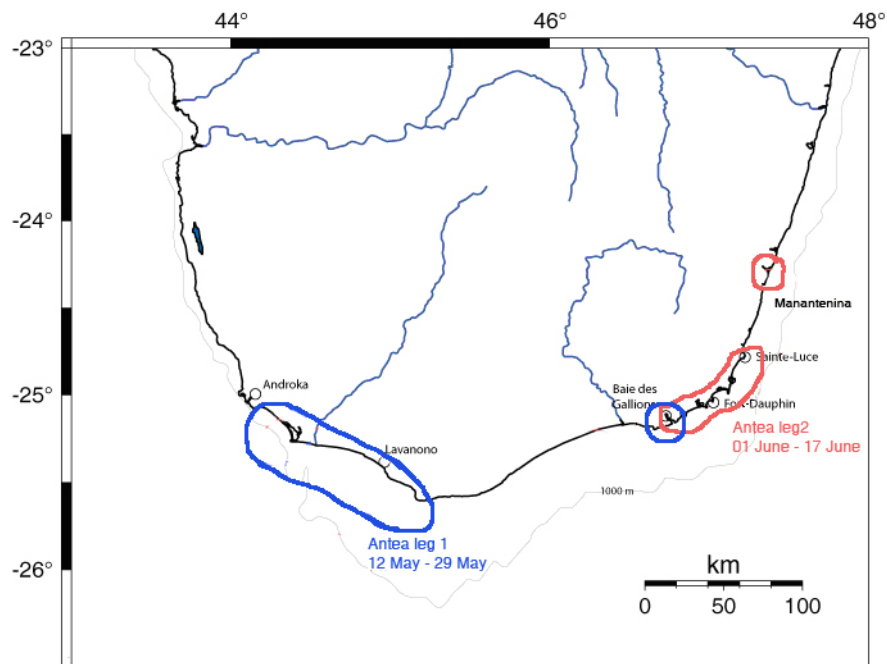 44°
46°
48°
-23°
-24°
-25°
-26°
Manantenina
Sainte-Luce
Androka
Baie des
Gallions
Fort-Dauphin
Lavanono
Antea leg2
01 June - 17 June
1000 m
Antea leg 1
12 May - 29 May
km
0 50 100